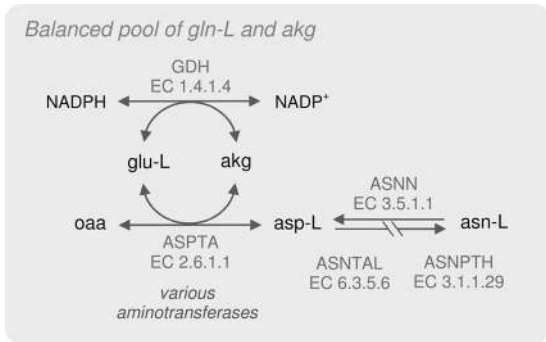 Balanced pool of gln-L and akg
GDH
EC 1.4.1.4
NADPH
NADP⁺
glu-L
akg
ASNN
EC 3.5.1.1
oaa
asp-L
asn-L
ASPTA
EC 2.6.1.1
ASNTAL
EC 6.3.5.6
ASNPTH
EC 3.1.1.29
various
aminotransferases